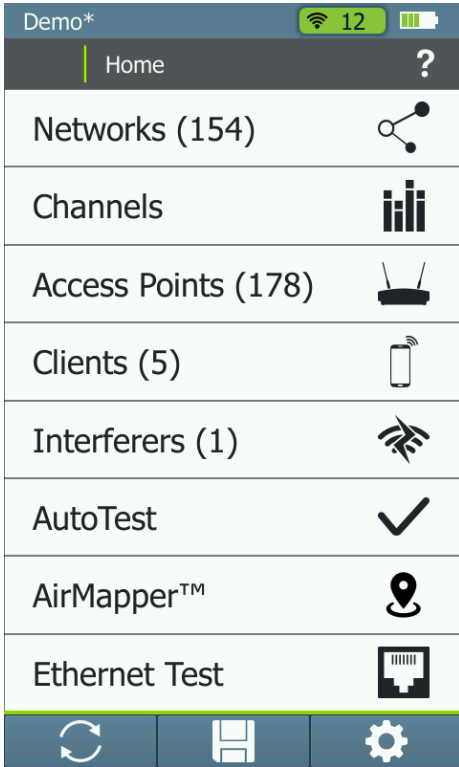 Demo*
12
Home
?
Networks (154)
Channels
Access Points (178)
Clients (5)
Interferers (1)
AutoTest
AirMapper™
Ethernet Test